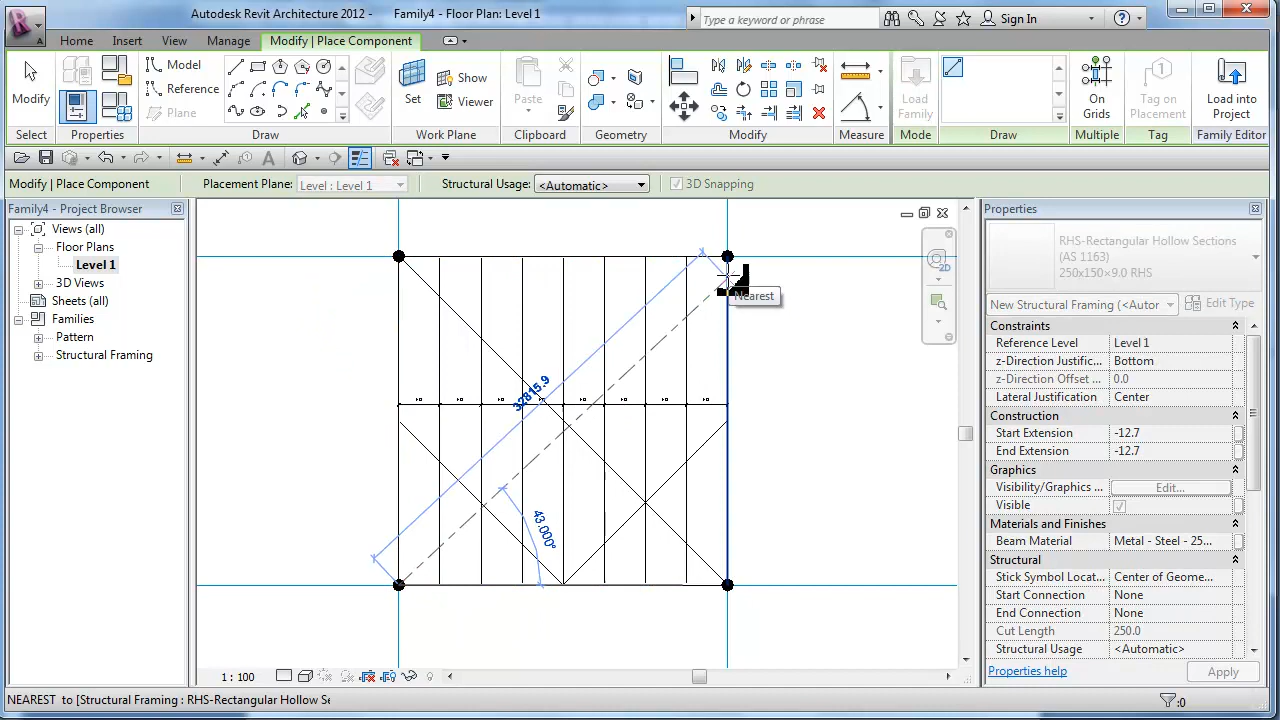 Autodesk Revit Architecture 2012 - Family4 - Floor Plan: Level 1
Type a keyword or phrase
Sign In
Home Insert View Manage Modify | Place Component
Modify
Model
Reference
Plane
Set
Show
Viewer
Paste
Load Family
On Grids
Tag on Placement
Load into Project
Select
Properties
Draw
Work Plane
Clipboard
Geometry
Modify
Measure
Mode
Draw
Multiple
Tag
Family Editor
Modify | Place Component
Placement Plane: Level : Level 1
Structural Usage: <Automatic>
3D Snapping
Family4 - Project Browser
Views (all)
Floor Plans
Level 1
3D Views
Sheets (all)
Families
Pattern
Structural Framing
32815.9
43.000°
Nearest
2D
Properties
RHS-Rectangular Hollow Sections
(AS 1163)
250x150×9.0 RHS
New Structural Framing (<Autor
Edit Type
Constraints
Reference Level Level 1
z-Direction Justific... Bottom
z-Direction Offset ... 0.0
Lateral Justification Center
Construction
Start Extension -12.7
End Extension -12.7
Graphics
Visibility/Graphics ... Edit...
Visible
Materials and Finishes
Beam Material Metal - Steel - 25...
Structural
Stick Symbol Locat... Center of Geome...
Start Connection None
End Connection None
Cut Length 250.0
Structural Usage <Automatic>
Properties help
Apply
1 : 100
NEAREST to [Structural Framing : RHS-Rectangular Hollow Se
:0